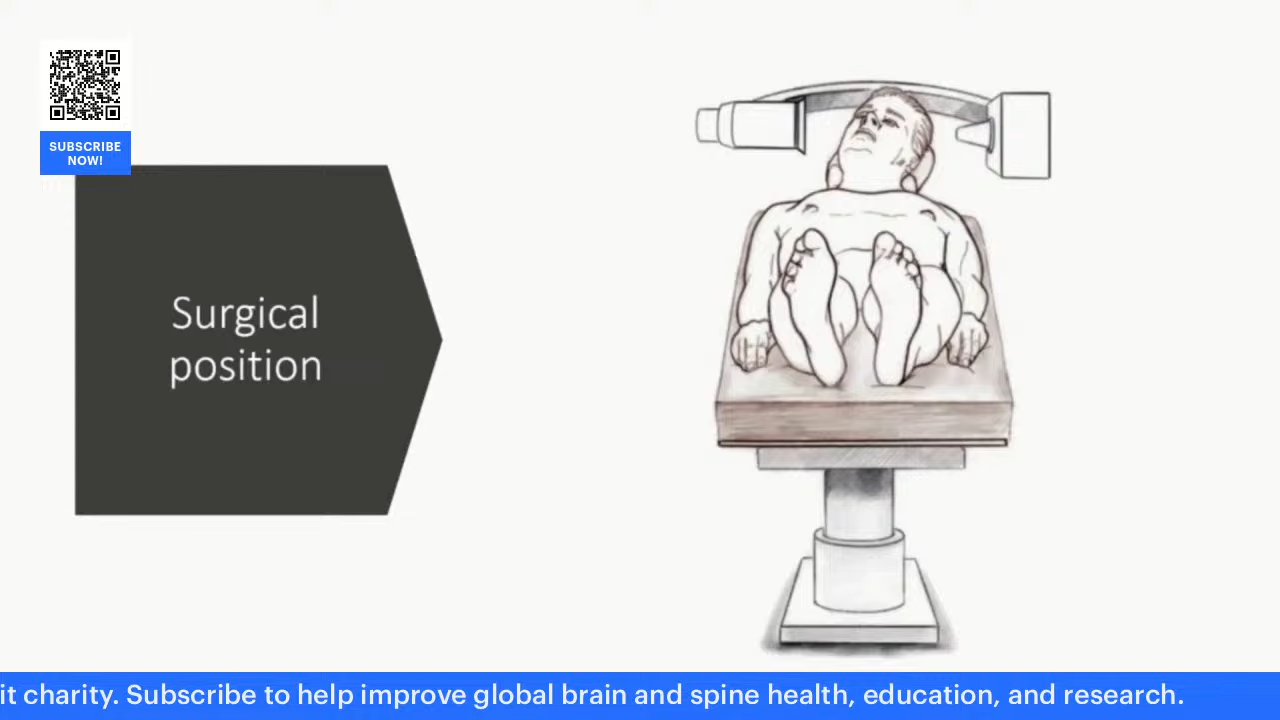 SUBSCRIBE
NOW!
Surgical
position
it charity. Subscribe to help improve global brain and spine health, education, and research.